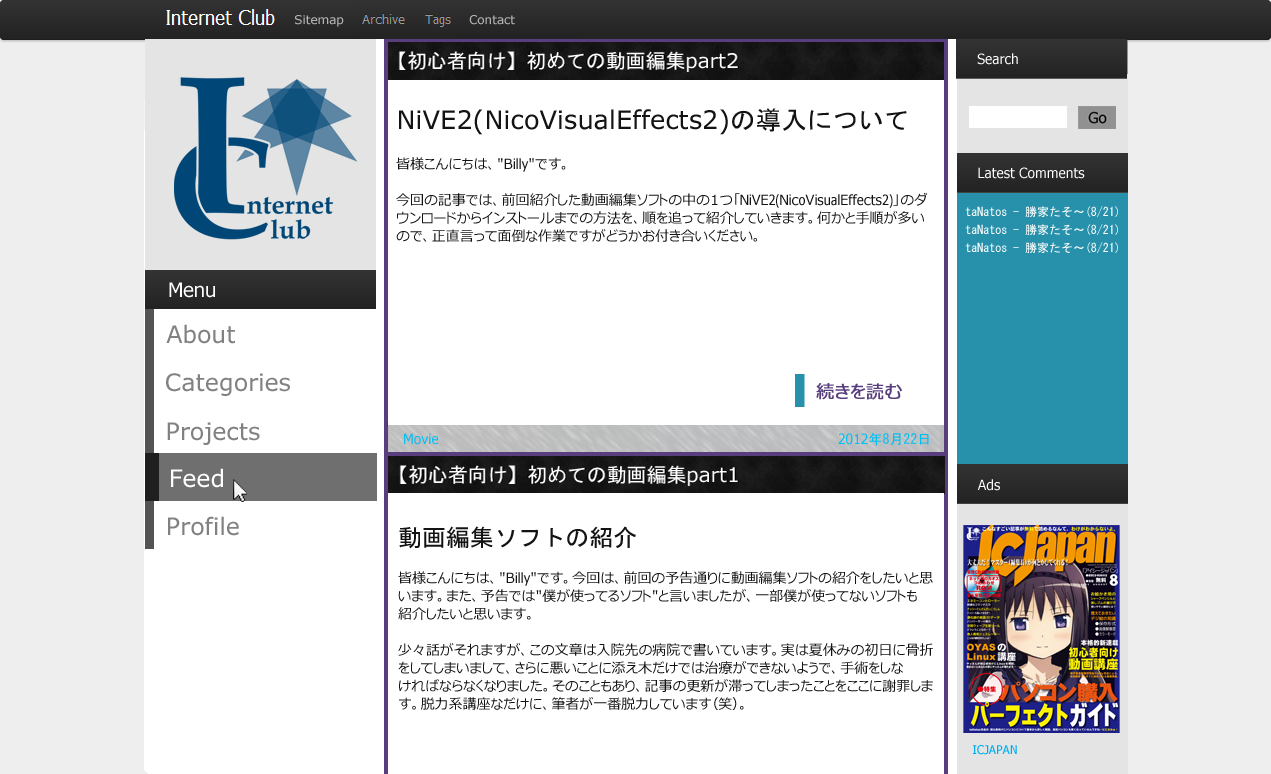 Internet Club Sitemap Archive Tags Contact
Internet
Club
Menu
About
Categories
Projects
Feed
Profile
【初心者向け】初めての動画編集part2
NiVE2(NicoVisualEffects2)の導入について
皆様こんにちは、"Billy"です。
今回の記事では、前回紹介した動画編集ソフトの中の１つ「NiVE2(NicoVisualEffects2)」のダ
ウンロードからインストールまでの方法を、順を追って紹介していきます。何かと手順が多い
ので、正直言って面倒な作業ですがどうかお付き合いください。
続きを読む
Movie 2012年8月22日
【初心者向け】初めての動画編集part1
動画編集ソフトの紹介
皆様こんにちは、"Billy"です。今回は、前回の予告通りに動画編集ソフトの紹介をしたいと思
います。また、予告では"僕が使ってるソフト"と言いましたが、一部僕が使ってないソフトも
紹介したいと思います。
少々話がそれますが、この文章は入院先の病院で書いています。実は夏休みの初日に骨折
をしてしまいまして、さらに悪いことに添え木だけでは治療ができないようで、手術をしな
ければならなくなりました。そのこともあり、記事の更新が滞ってしまったことをここに謝罪しま
す。脱力系講座なだけに、筆者が一番脱力しています（笑）。
Search
Go
Latest Comments
taNatos - 勝家たそ～(8/21)
taNatos - 勝家たそ～(8/21)
taNatos - 勝家たそ～(8/21)
Ads
IcJapan
無料 8
OYASの
Linux講座
本格的新連載
初心者向け
動画講座
パソコン購入
パーフェクトガイド
ICJAPAN